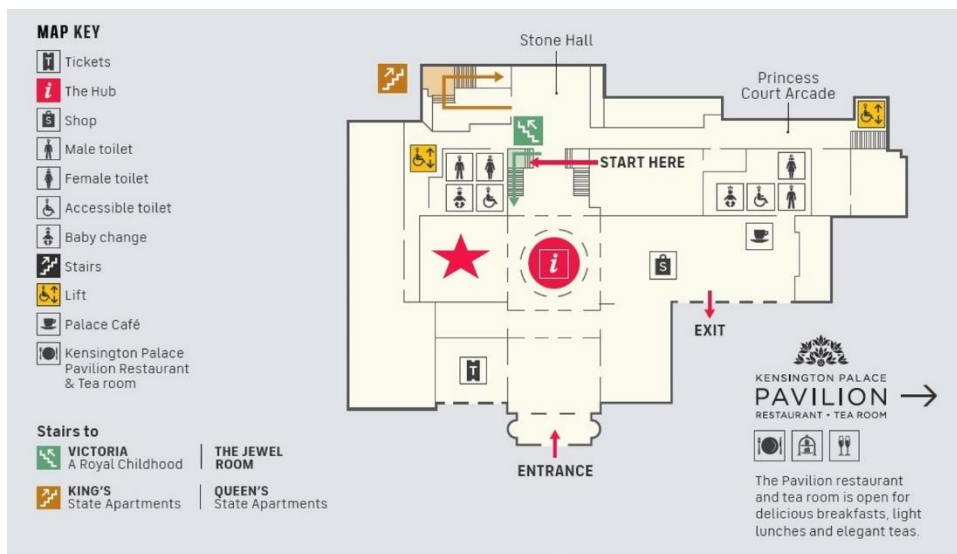 MAP KEY
Tickets
The Hub
Shop
Male toilet
Female toilet
Accessible toilet
Baby change
Stairs
Lift
Palace Café
Kensington Palace
Pavilion Restaurant
& Tea room
Stairs to
VICTORIA
A Royal Childhood
THE JEWEL
ROOM
KING'S
State Apartments
QUEEN'S
State Apartments
Stone Hall
Princess
Court Arcade
START HERE
i
S
T
EXIT
ENTRANCE
KENSINGTON PALACE
PAVILION
RESTAURANT • TEA ROOM
The Pavilion restaurant
and tea room is open for
delicious breakfasts, light
lunches and elegant teas.